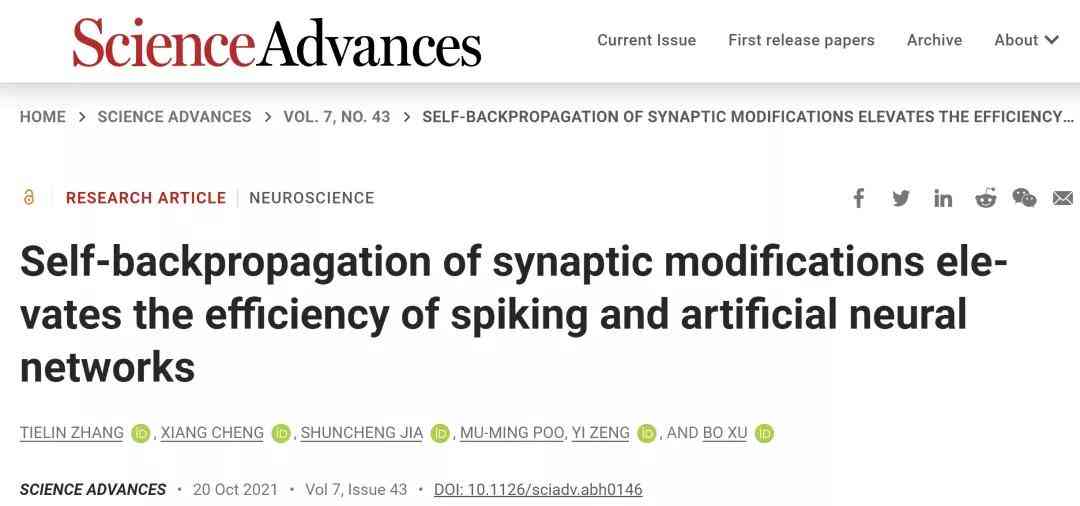 ScienceAdvances
Current Issue First release papers Archive About
HOME > SCIENCE ADVANCES > VOL. 7, NO. 43 > SELF-BACKPROPAGATION OF SYNAPTIC MODIFICATIONS ELEVATES THE EFFICIENCY…
RESEARCH ARTICLE | NEUROSCIENCE
f in
Self-backpropagation of synaptic modifications ele-
vates the efficiency of spiking and artificial neural
networks
TIELIN ZHANG iD, XIANG CHENG iD, SHUNCHENG JIA iD, MU-MING POO, YI ZENG iD, AND BO XU iD
SCIENCE ADVANCES • 20 Oct 2021 • Vol 7, Issue 43 • DOI: 10.1126/sciadv.abh0146